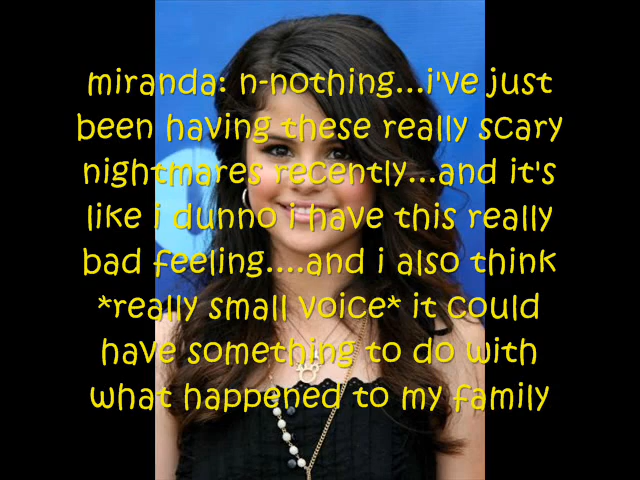 miranda: n-nothing...i've just
been having these really scary
nightmares recently...and it's
like i dunno i have this really
bad feeling....and i also think
*really small voice* it could
have something to do with
what happened to my family